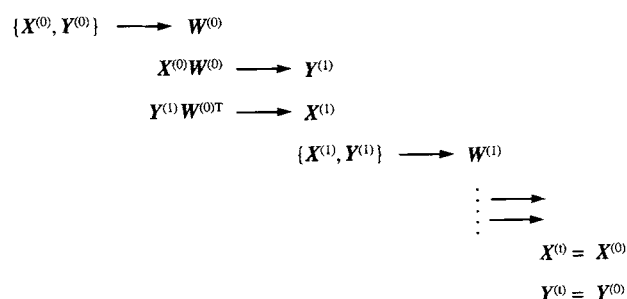 {X⁽⁰⁾, Y⁽⁰⁾} ⟶ W⁽⁰⁾
X⁽⁰⁾W⁽⁰⁾ ⟶ Y⁽¹⁾
Y⁽¹⁾W⁽⁰⁾ᵀ ⟶ X⁽¹⁾
{X⁽¹⁾, Y⁽¹⁾} ⟶ W⁽¹⁾
X⁽ᵗ⁾ = X⁽⁰⁾
Y⁽ᵗ⁾ = Y⁽⁰⁾